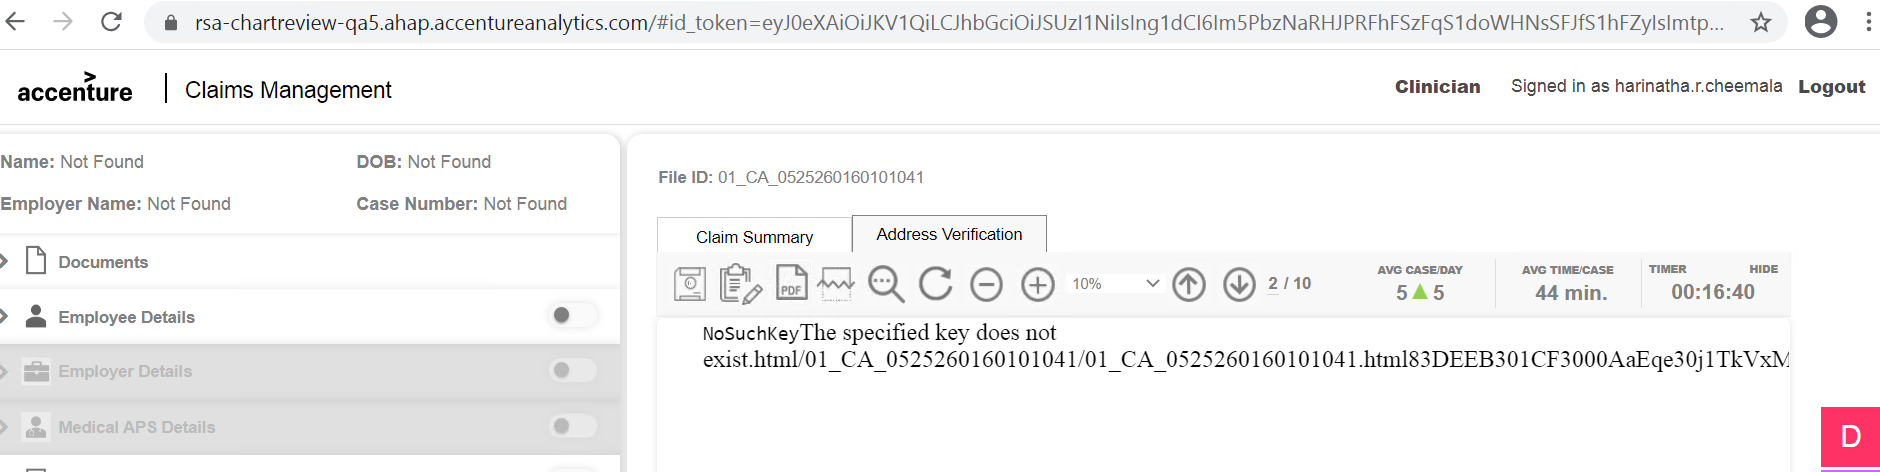 rsa-chartreview-qa5.ahap.accentureanalytics.com/#id_token=eyJ0eXAiOiJKV1QiLCJhbGciOiJSUzI1NiIsIng1dCI6Im5PbzNaRHJPRFhFSzFqS1doWHNsSFJfS1hFZyIsImtp...
accenture
Claims Management
Clinician Signed in as harinatha.r.cheemala Logout
Name: Not Found DOB: Not Found
Employer Name: Not Found Case Number: Not Found
Documents
Employee Details
Employer Details
Medical APS Details
File ID: 01_CA_0525260160101041
Claim Summary Address Verification
PDF 10% 2 / 10
AVG CASE/DAY AVG TIME/CASE TIMER HIDE
5 5 44 min. 00:16:40
NoSuchKeyThe specified key does not
exist.html/01_CA_0525260160101041/01_CA_0525260160101041.html83DEEB301CF3000AaEqe30j1TkVxM
D